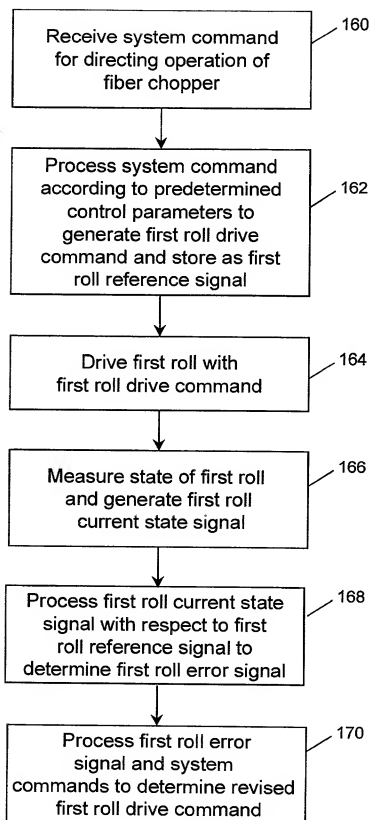 Receive system command
for directing operation of
fiber chopper
160
Process system command
according to predetermined
control parameters to
generate first roll drive
command and store as first
roll reference signal
162
Drive first roll with
first roll drive command
164
Measure state of first roll
and generate first roll
current state signal
166
Process first roll current state
signal with respect to first
roll reference signal to
determine first roll error signal
168
Process first roll error
signal and system
commands to determine revised
first roll drive command
170